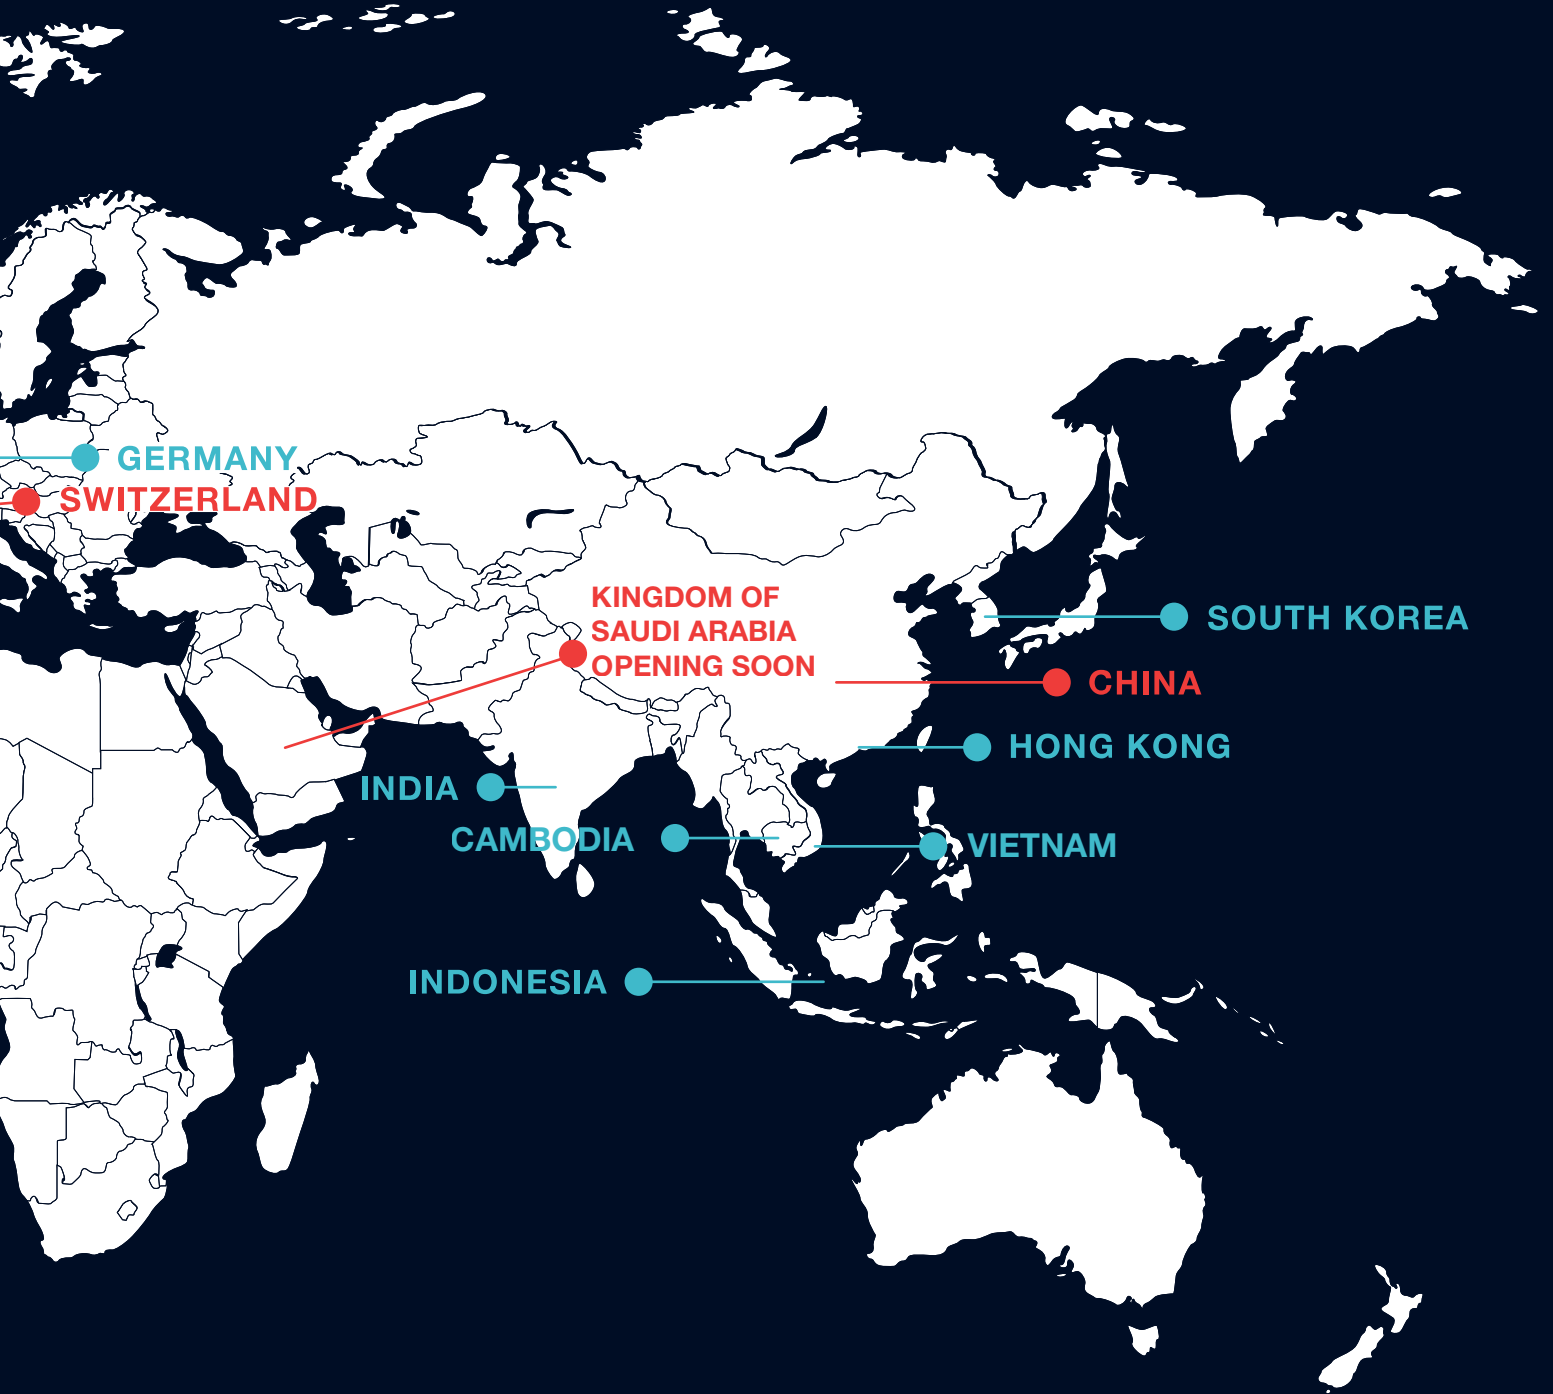 GERMANY
SWITZERLAND
KINGDOM OF
SAUDI ARABIA
OPENING SOON
SOUTH KOREA
CHINA
HONG KONG
INDIA
CAMBODIA
VIETNAM
INDONESIA